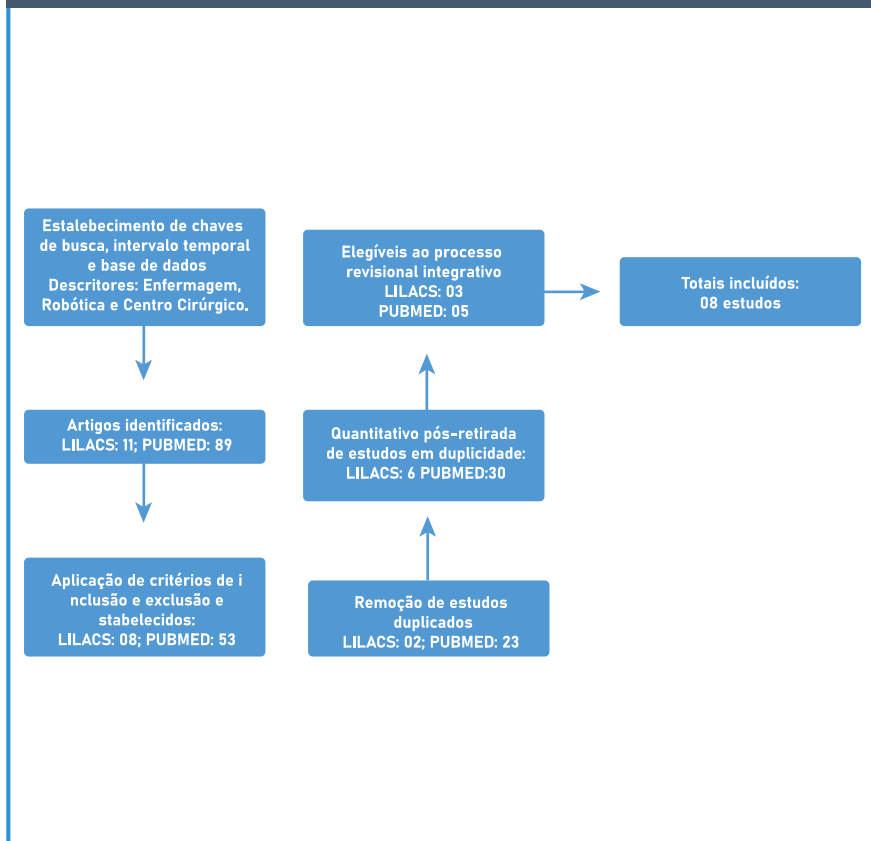 Estalebecimento de chaves
de busca, intervalo temporal
e base de dados
Descritores: Enfermagem,
Robótica e Centro Cirúrgico.
Artigos identificados:
LILACS: 11; PUBMED: 89
Aplicação de critérios de i
nclusão e exclusão e
stabelecidos:
LILACS: 08; PUBMED: 53
Remoção de estudos
duplicados
LILACS: 02; PUBMED: 23
Quantitativo pós-retirada
de estudos em duplicidade:
LILACS: 6 PUBMED:30
Elegíveis ao processo
revisional integrativo
LILACS: 03
PUBMED: 05
Totais incluídos:
08 estudos